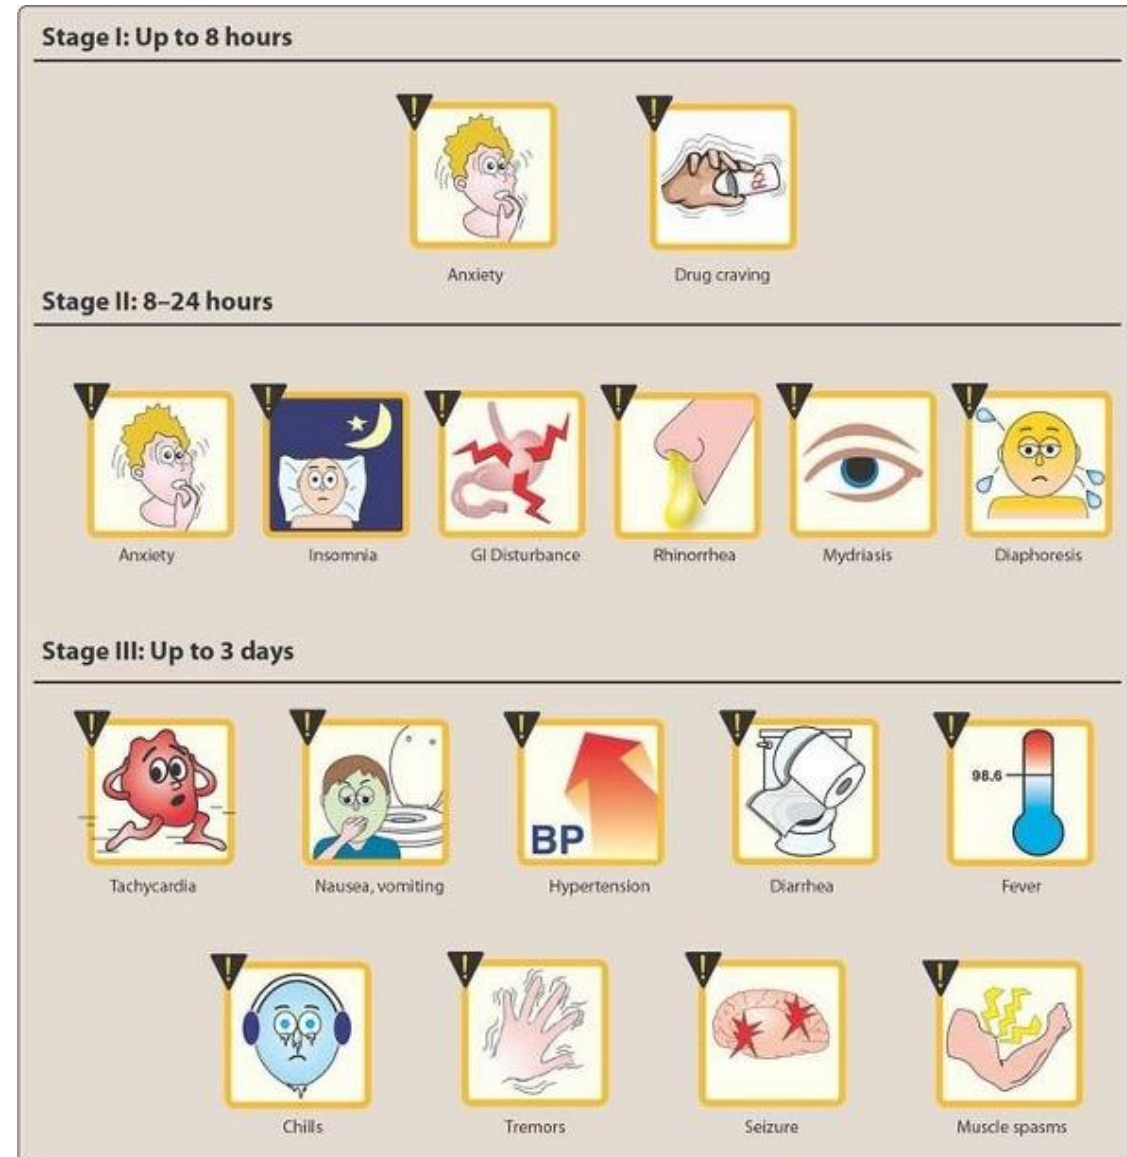 Stage I: Up to 8 hours
Rx
Anxiety
Drug craving
Stage II: 8–24 hours
Anxiety
Insomnia
GI Disturbance
Rhinorrhea
Mydriasis
Diaphoresis
Stage III: Up to 3 days
BP
98.6
Tachycardia
Nausea, vomiting
Hypertension
Diarrhea
Fever
Chills
Tremors
Seizure
Muscle spasms